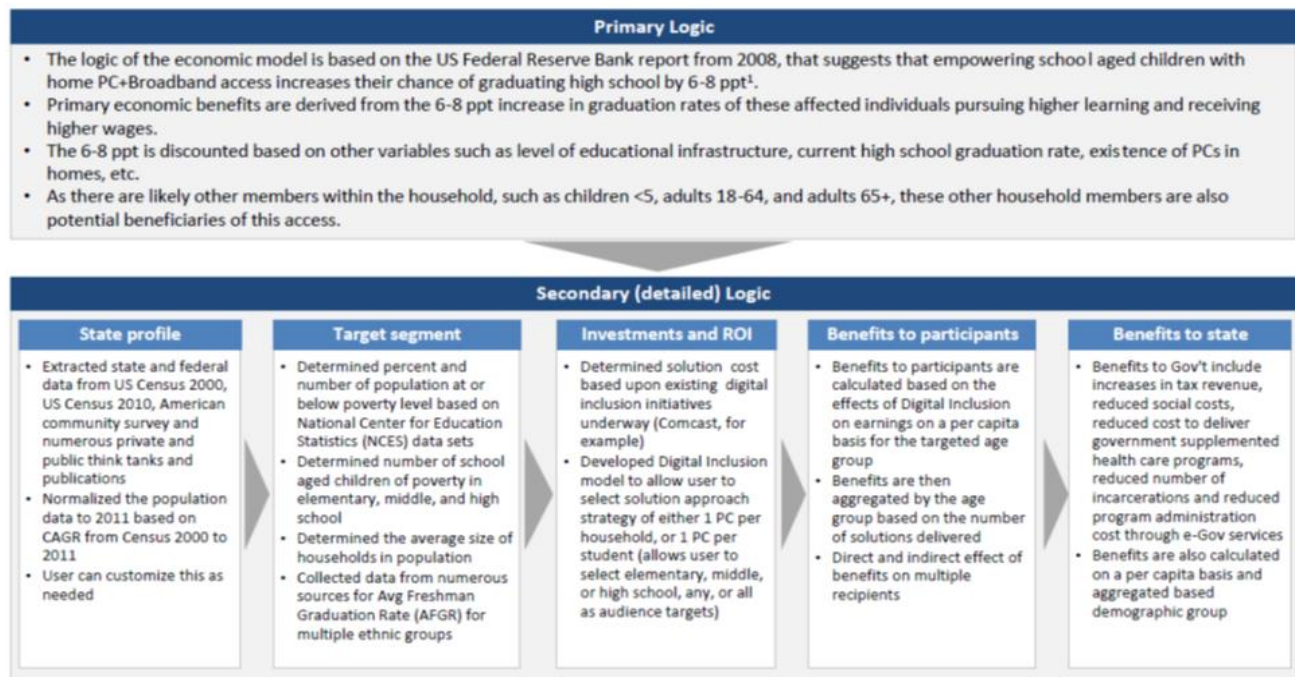 Primary Logic
• The logic of the economic model is based on the US Federal Reserve Bank report from 2008, that suggests that empowering school aged children with
home PC+Broadband access increases their chance of graduating high school by 6-8 ppt¹.
• Primary economic benefits are derived from the 6-8 ppt increase in graduation rates of these affected individuals pursuing higher learning and receiving
higher wages.
• The 6-8 ppt is discounted based on other variables such as level of educational infrastructure, current high school graduation rate, existence of PCs in
homes, etc.
• As there are likely other members within the household, such as children <5, adults 18-64, and adults 65+, these other household members are also
potential beneficiaries of this access.
Secondary (detailed) Logic
State profile
• Extracted state and federal
data from US Census 2000,
US Census 2010, American
community survey and
numerous private and
public think tanks and
publications
• Normalized the population
data to 2011 based on
CAGR from Census 2000 to
2011
• User can customize this as
needed
Target segment
• Determined percent and
number of population at or
below poverty level based on
National Center for Education
Statistics (NCES) data sets
• Determined number of school
aged children of poverty in
elementary, middle, and high
school
• Determined the average size of
households in population
• Collected data from numerous
sources for Avg Freshman
Graduation Rate (AFGR) for
multiple ethnic groups
Investments and ROI
• Determined solution cost
based upon existing digital
inclusion initiatives
underway (Comcast, for
example)
• Developed Digital Inclusion
model to allow user to
select solution approach
strategy of either 1 PC per
household, or 1 PC per
student (allows user to
select elementary, middle,
or high school, any, or all
as audience targets)
Benefits to participants
• Benefits to participants are
calculated based on the
effects of Digital Inclusion
on earnings on a per capita
basis for the targeted age
group
• Benefits are then
aggregated by the age
group based on the number
of solutions delivered
• Direct and indirect effect of
benefits on multiple
recipients
Benefits to state
• Benefits to Gov't include
increases in tax revenue,
reduced social costs,
reduced cost to deliver
government supplemented
health care programs,
reduced number of
incarcerations and reduced
program administration
cost through e-Gov services
• Benefits are also calculated
on a per capita basis and
aggregated based
demographic group